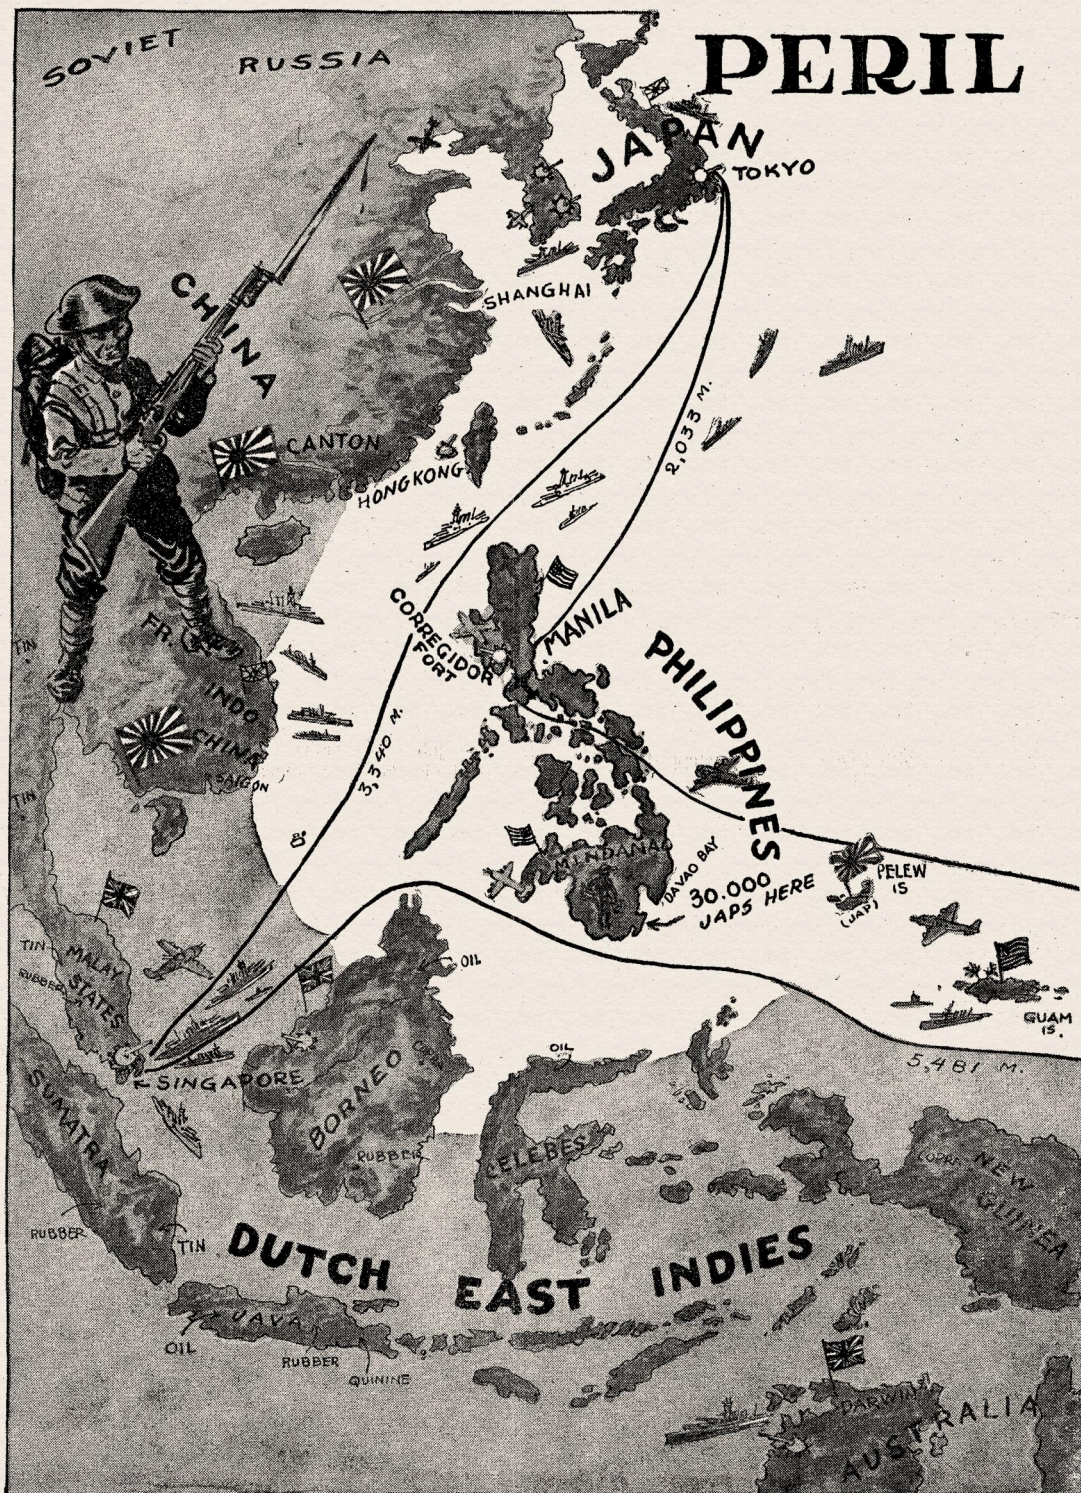 PERIL
SOVIET RUSSIA
JAPAN
TOKYO
CHINA
SHANGHAI
CANTON
HONGKONG
2,033 M.
CORREGIDOR
FORT
MANILA
PHILIPPINES
FR.
INDO
CHINA
SAIGON
TIN
TIN
3,340 M.
MINDANAO
DAVAO BAY
30.000
JAPS HERE
PELEW
IS
(JAP)
GUAM
IS.
5,481 M.
TIN
MALAY
STATES
RUBBER
OIL
SINGAPORE
BORNEO
RUBBER
OIL
CELEBES
SUMATRA
RUBBER
TIN
COPRA
NEW
GUINEA
DUTCH EAST INDIES
JAVA
OIL
RUBBER
QUININE
DARWIN
AUSTRALIA